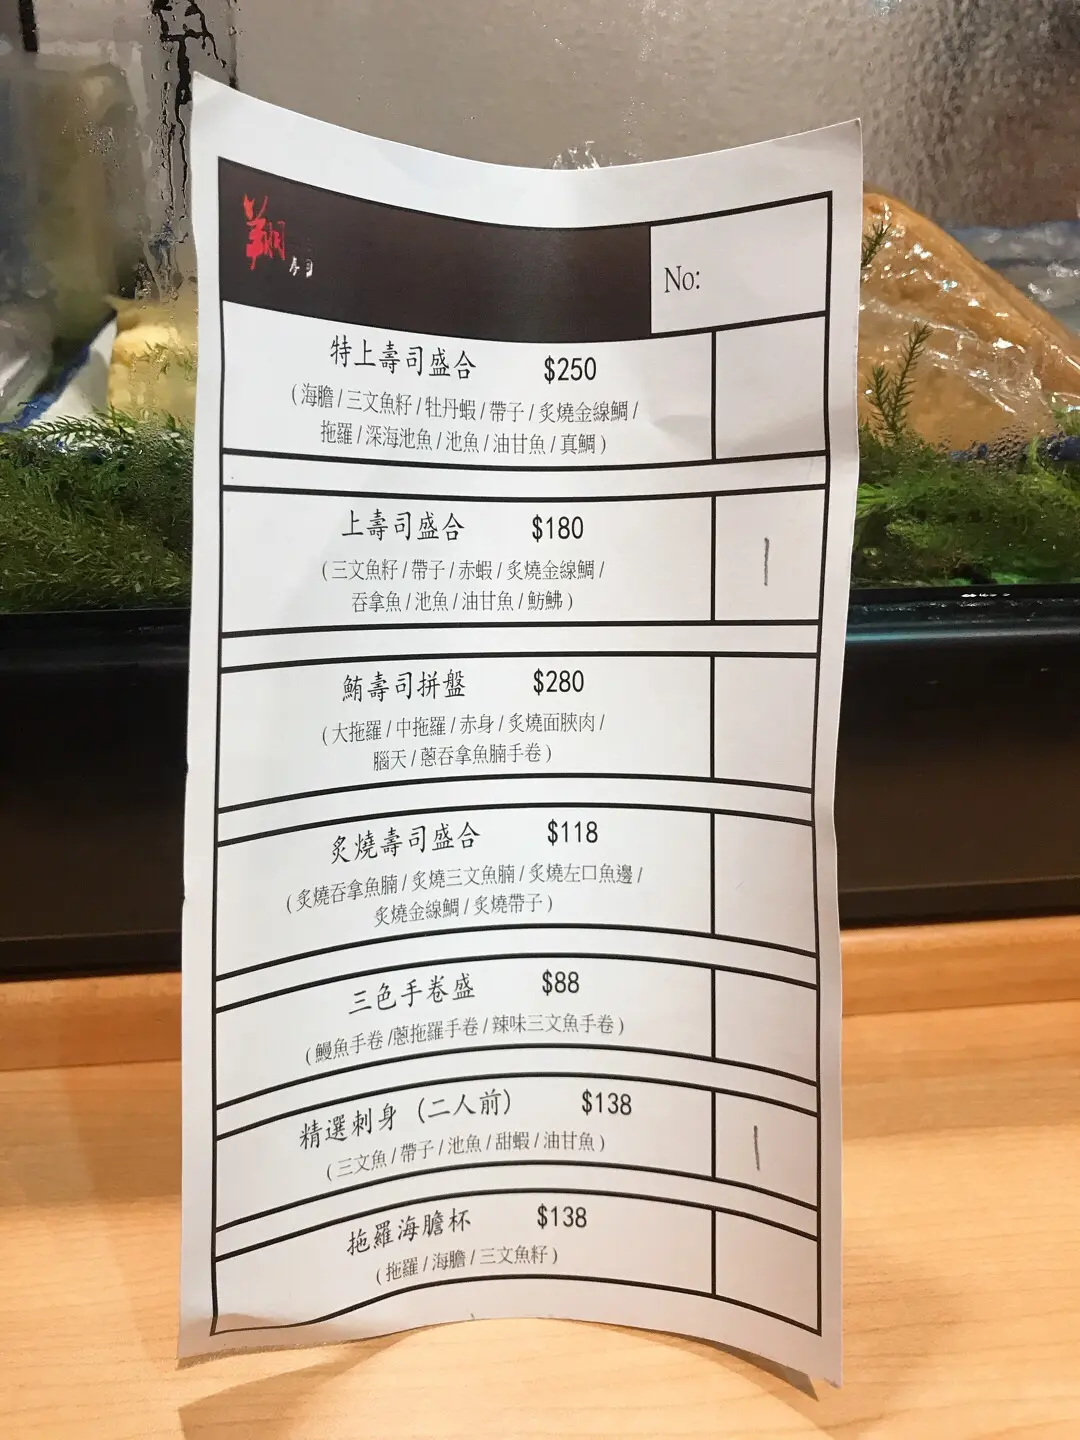 翔
壽司
No:
特上壽司盛合 $250
(海膽/三文魚籽/牡丹蝦/帶子/炙燒金線鯛/
拖羅/深海池魚/池魚/油甘魚/真鯛)
上壽司盛合 $180
(三文魚籽/帶子/赤蝦/炙燒金線鯛/
吞拿魚/池魚/油甘魚/魴鮄)
1
鮪壽司拼盤 $280
(大拖羅/中拖羅/赤身/炙燒面脥肉/
腦天/蔥吞拿魚腩手卷)
炙燒壽司盛合 $118
(炙燒吞拿魚腩/炙燒三文魚腩/炙燒左口魚邊/
炙燒金線鯛/炙燒帶子)
三色手卷盛 $88
(鰻魚手卷/蔥拖羅手卷/辣味三文魚手卷)
精選刺身(二人前) $138
(三文魚/帶子/池魚/甜蝦/油甘魚)
1
拖羅海膽杯 $138
(拖羅/海膽/三文魚籽)